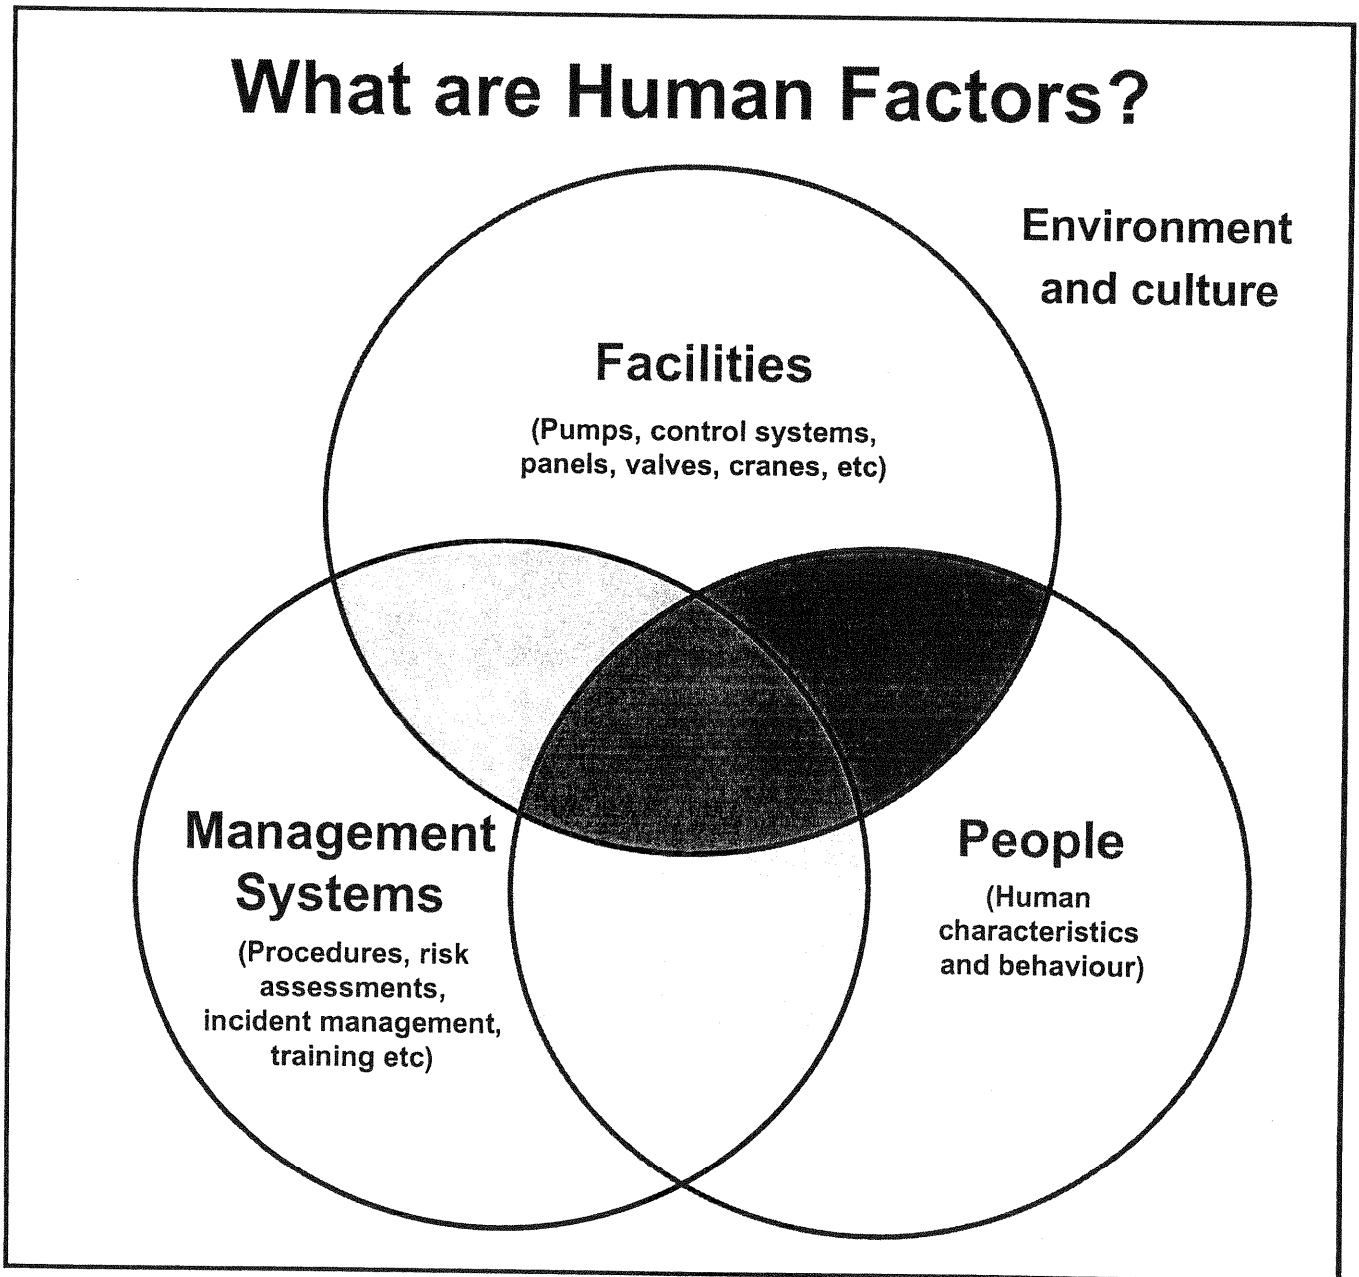 What are Human Factors?
Environment
and culture
Facilities
(Pumps, control systems,
panels, valves, cranes, etc)
Management
Systems
(Procedures, risk
assessments,
incident management,
training etc)
People
(Human
characteristics
and behaviour)